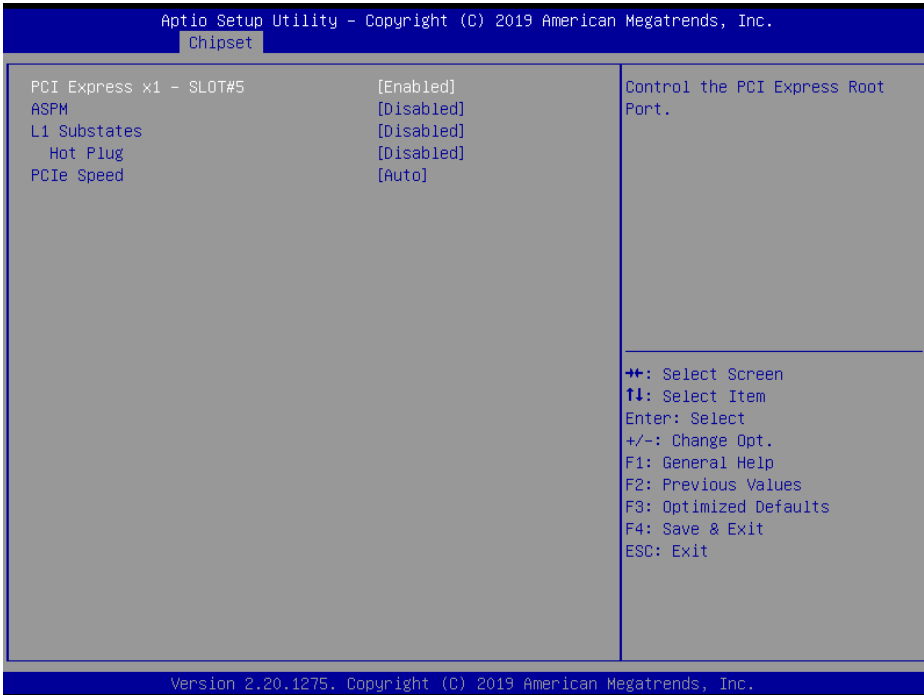 Aptio Setup Utility – Copyright (C) 2019 American Megatrends, Inc.
Chipset
PCI Express x1 - SLOT#5 [Enabled]
ASPM [Disabled]
L1 Substates [Disabled]
Hot Plug [Disabled]
PCIe Speed [Auto]
Control the PCI Express Root
Port.
→←: Select Screen
↑↓: Select Item
Enter: Select
+/-: Change Opt.
F1: General Help
F2: Previous Values
F3: Optimized Defaults
F4: Save & Exit
ESC: Exit
Version 2.20.1275. Copyright (C) 2019 American Megatrends, Inc.